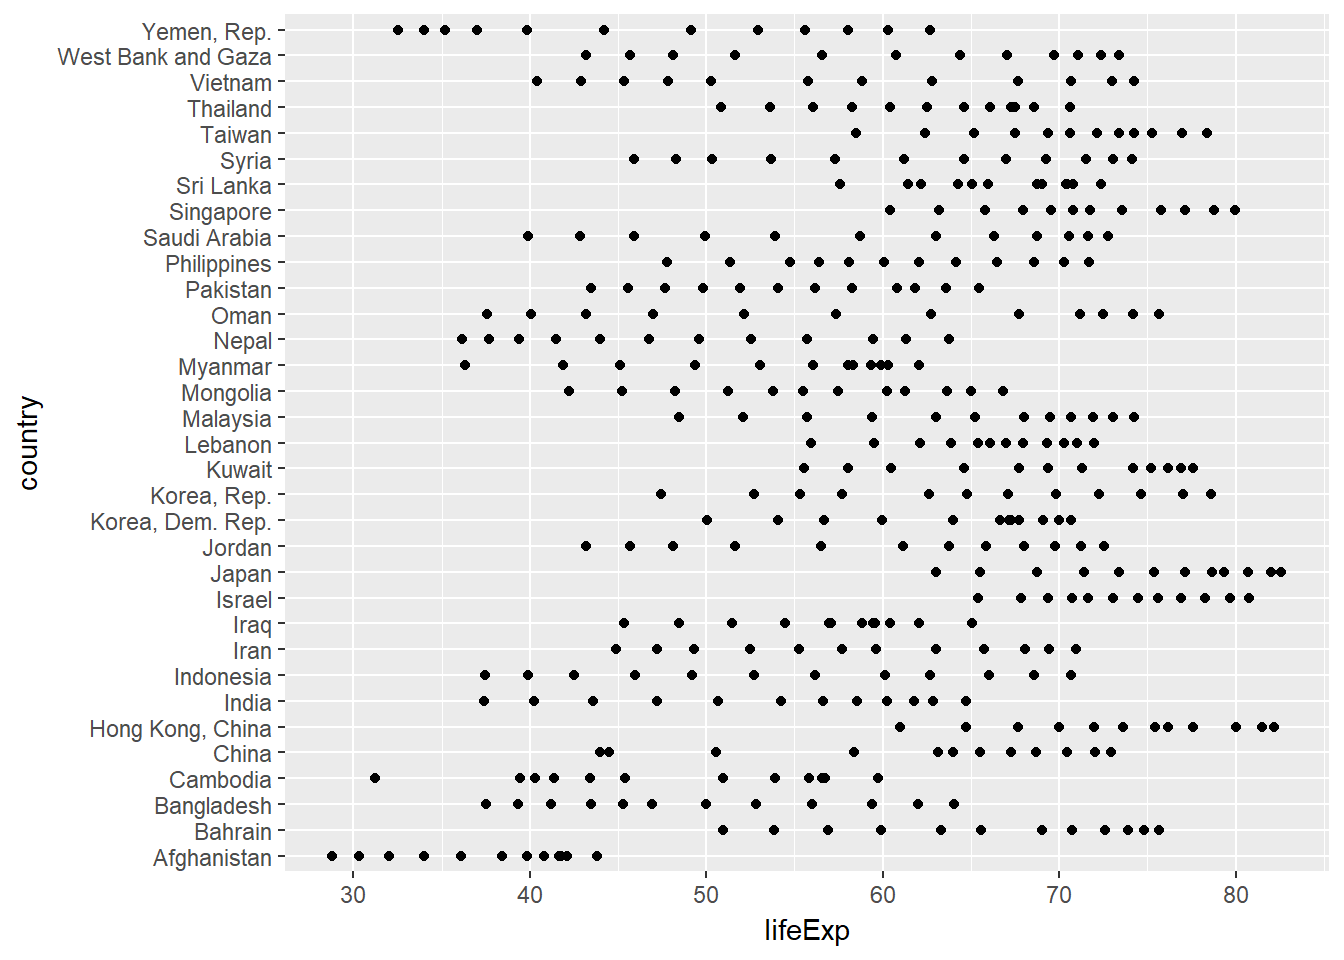 Yemen, Rep.
West Bank and Gaza
Vietnam
Thailand
Taiwan
Syria
Sri Lanka
Singapore
Saudi Arabia
Philippines
Pakistan
Oman
Nepal
Myanmar
Mongolia
Malaysia
Lebanon
Kuwait
Korea, Rep.
Korea, Dem. Rep.
Jordan
Japan
Israel
Iraq
Iran
Indonesia
India
Hong Kong, China
China
Cambodia
Bangladesh
Bahrain
Afghanistan
country
30 40 50 60 70 80
lifeExp